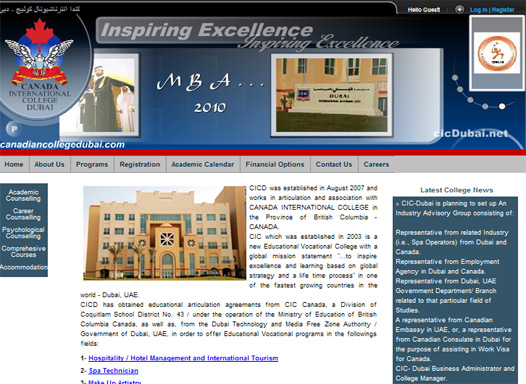 كندا انترناشيونال كوليج - دبي
Hello Guest! Log In | Register
Inspiring Excellence
Inspiring Excellence
CANADA
INTERNATIONAL
COLLEGE
DUBAI
MBA...
2010
DUBAI
INTERNATIONAL ACADEMIC CITY
P
canadiancollegedubai.com
cicDubai.net
Home About Us Programs Registration Academic Calendar Financial Options Contact Us Careers
Academic
Counselling
Career
Counselling
Psychological
Counselling
Comprehesive
Courses
Accommodation
CICD was established in August 2007 and
works in articulation and association with
CANADA INTERNATIONAL COLLEGE in
the Province of British Columbia -
CANADA.
CIC which was established in 2003 is a
new Educational Vocational College with a
global mission statement "...to inspire
excellence and learning based on global
strategy and a life time process" in one
of the fastest growing countries in the
world - Dubai, UAE.
CICD has obtained educational articulation agreements from CIC Canada, a Division of
Coquitlam School District No. 43 / under the operation of the Ministry of Education of British
Columbia Canada, as well as, from the Dubai Technology and Media Free Zone Authority /
Government of Dubai, UAE, in order to offer Educational Vocational programs in the followings
fields:
1- Hospitality / Hotel Management and International Tourism
2- Spa Technician
3- Make Up Artistry
Latest College News
» CIC-Dubai is planning to set up An
Industry Advisory Group consisting of:
Representative from related Industry
(i.e., Spa Operators) from Dubai and
Canada.
Representative from Employment
Agency in Dubai and Canada.
Representative from Dubai, UAE
Government Department/ Branch
related to that particular field of
Studies.
A representative from Canadian
Embassy in UAE, or, a representative
from Canadian Consulate in Dubai for
the purpose of assisting in Work Visa
for Canada.
CIC- Dubai Business Administrator and
College Manager.